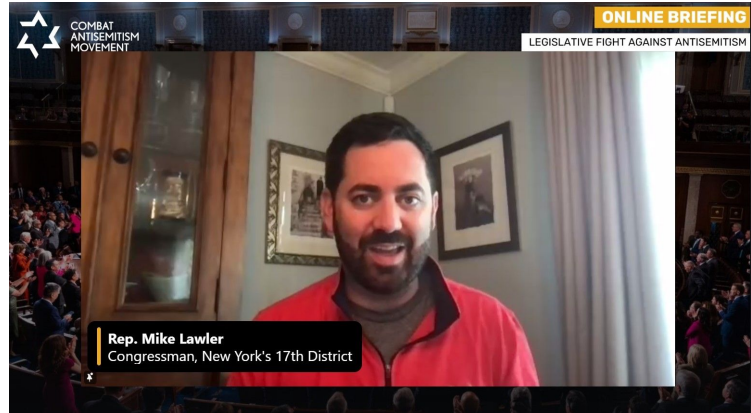 COMBAT
ANTISEMITISM
MOVEMENT
ONLINE BRIEFING
LEGISLATIVE FIGHT AGAINST ANTISEMITISM
Rep. Mike Lawler
Congressman, New York's 17th District